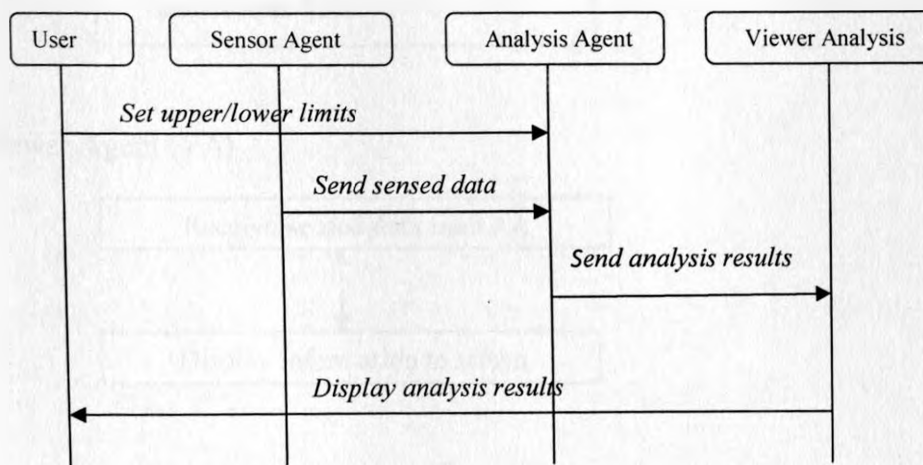 User
Sensor Agent
Analysis Agent
Viewer Analysis
Set upper/lower limits
Send sensed data
Send analysis results
Display analysis results